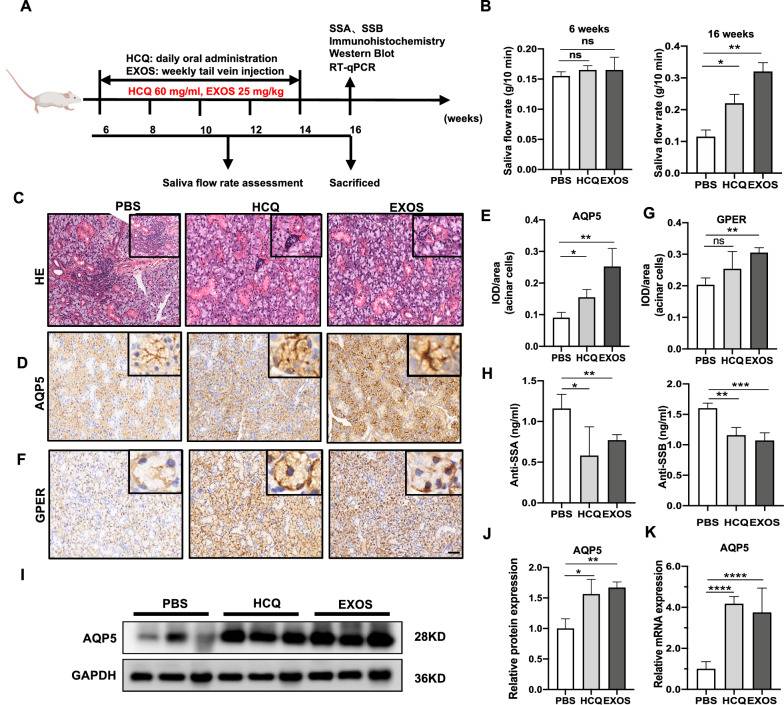 A
SSA, SSB
Immunohistochemistry
Western Blot
RT-qPCR
HCQ: daily oral administration
EXOS: weekly tail vein injection
HCQ 60 mg/ml, EXOS 25 mg/kg
(weeks)
6 8 10 12 14 16
Saliva flow rate assessment
Sacrificed
B
6 weeks
ns
ns
Saliva flow rate (g/10 min)
0.20
0.15
0.10
0.05
0.00
PBS HCQ EXOS
16 weeks
**
*
Saliva flow rate (g/10 min)
0.4
0.3
0.2
0.1
0.0
PBS HCQ EXOS
C
PBS HCQ EXOS
HE
D
AQP5
F
GPER
E
AQP5
**
*
IOD/area
(acinar cells)
0.4
0.3
0.2
0.1
0.0
PBS HCQ EXOS
G
GPER
**
ns
IOD/area
(acinar cells)
0.4
0.3
0.2
0.1
0.0
PBS HCQ EXOS
H
**
*
Anti-SSA (ng/ml)
1.5
1.0
0.5
0.0
PBS HCQ EXOS
***
**
Anti-SSB (ng/ml)
2.0
1.5
1.0
0.5
0.0
PBS HCQ EXOS
I
PBS HCQ EXOS
AQP5 28KD
GAPDH 36KD
J
AQP5
**
*
Relative protein expression
2.0
1.5
1.0
0.5
0.0
PBS HCQ EXOS
K
AQP5
****
****
Relative mRNA expression
6.0
4.0
2.0
0.0
PBS HCQ EXOS